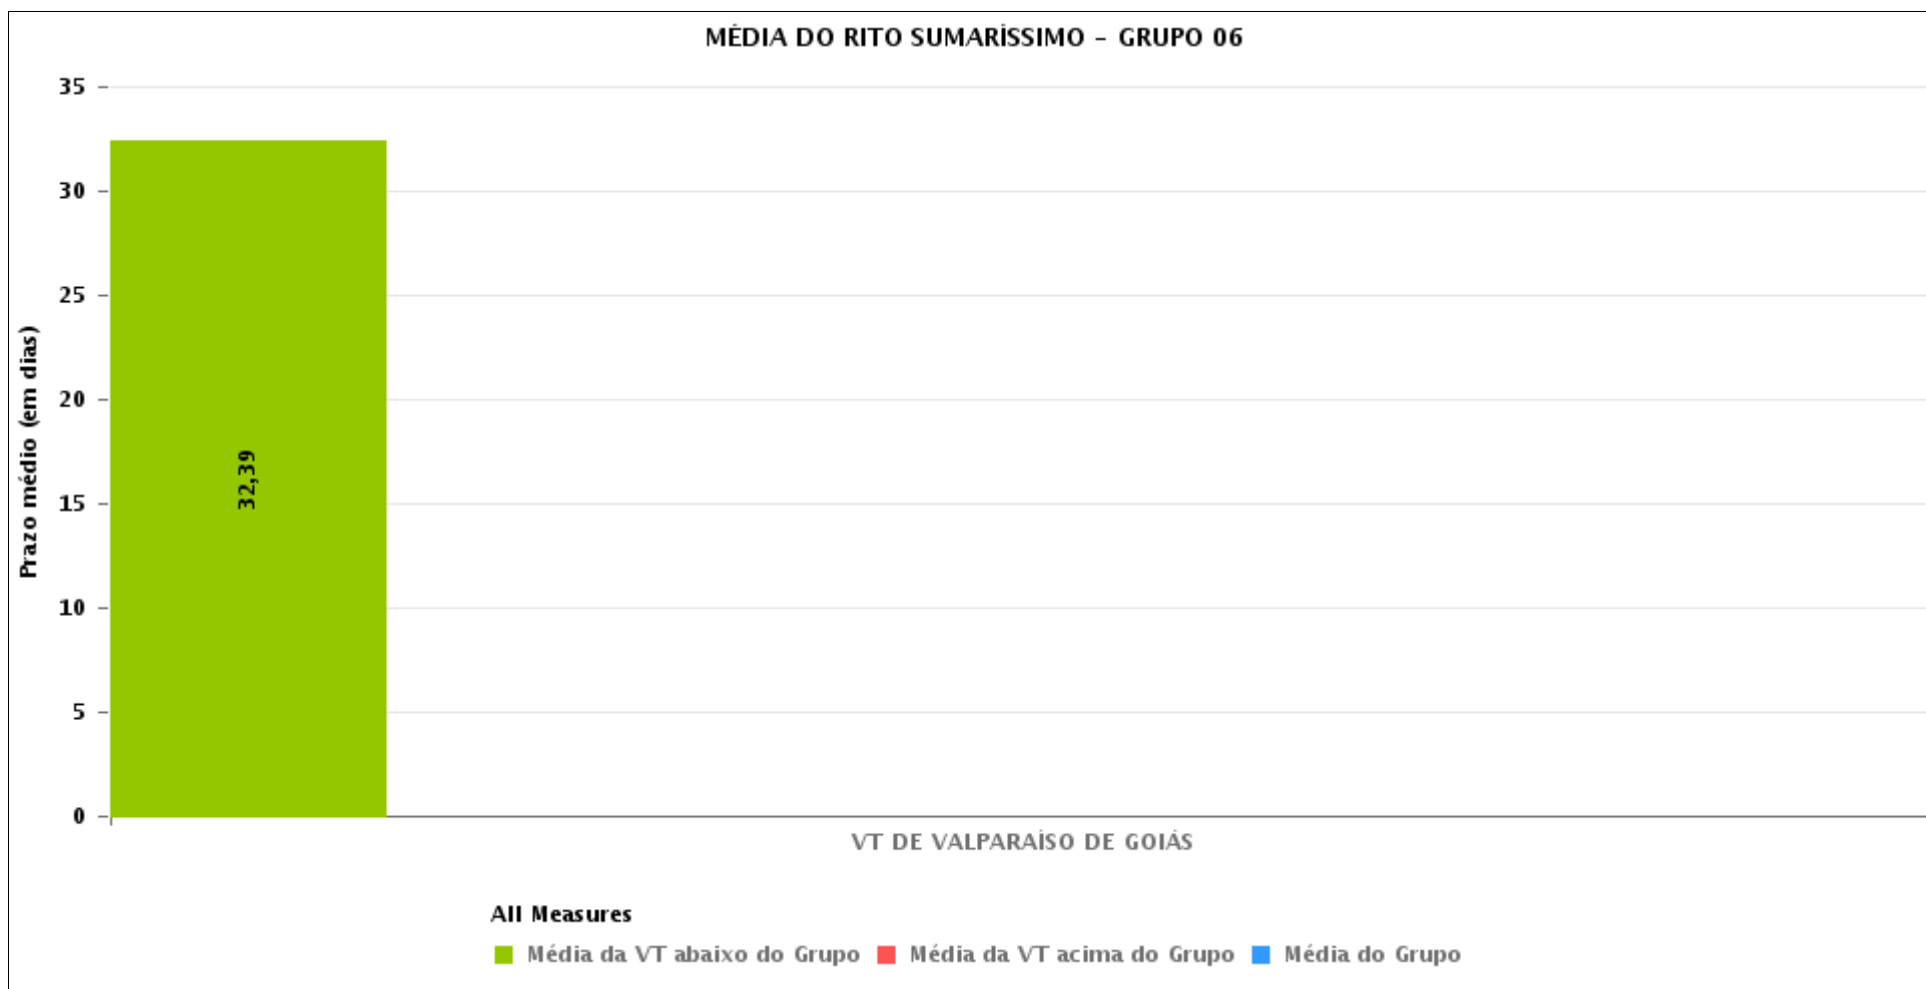 MÉDIA DO RITO SUMARÍSSIMO - GRUPO 06
35
30
25
20
15
10
5
0
Prazo médio (em dias)
32,39
VT DE VALPARAÍSO DE GOIÁS
All Measures
Média da VT abaixo do Grupo Média da VT acima do Grupo Média do Grupo